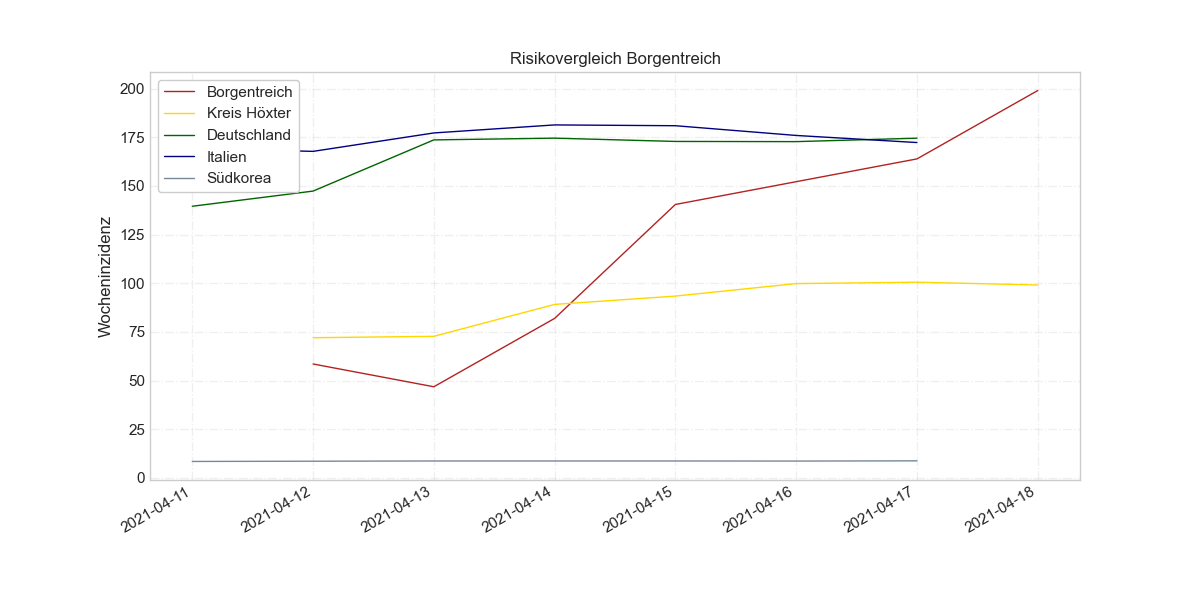 Risikovergleich Borgentreich
Borgentreich
Kreis Höxter
Deutschland
Italien
Südkorea
Wocheninzidenz
200
175
150
125
100
75
50
25
0
2021-04-11
2021-04-12
2021-04-13
2021-04-14
2021-04-15
2021-04-16
2021-04-17
2021-04-18